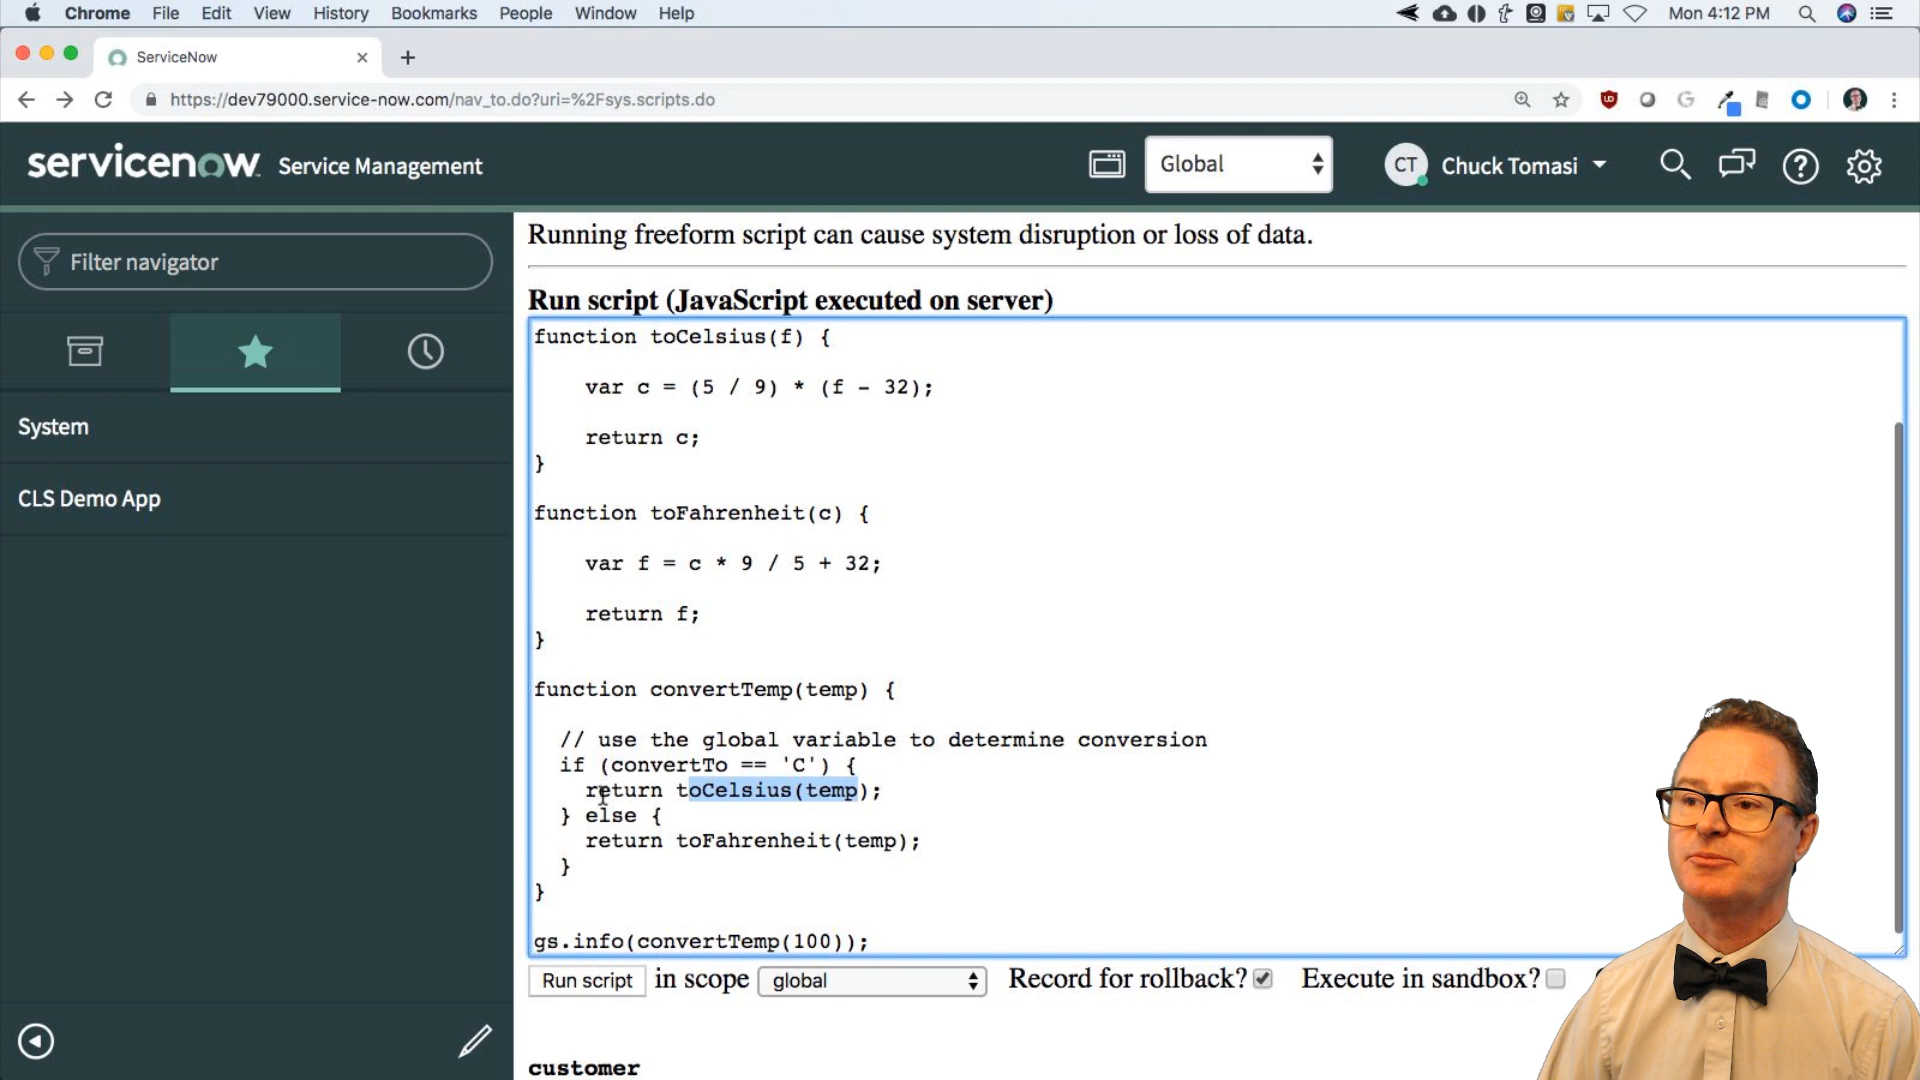 Chrome File Edit View History Bookmarks People Window Help Mon 4:12 PM
ServiceNow
https://dev79000.service-now.com/nav_to.do?uri=%2Fsys.scripts.do
servicenow Service Management Global CT Chuck Tomasi
Filter navigator
System
CLS Demo App
Running freeform script can cause system disruption or loss of data.
Run script (JavaScript executed on server)
function toCelsius(f) {
var c = (5 / 9) * (f - 32);
return c;
}
function toFahrenheit(c) {
var f = c * 9 / 5 + 32;
return f;
}
function convertTemp(temp) {
// use the global variable to determine conversion
if (convertTo == 'C') {
return toCelsius(temp);
} else {
return toFahrenheit(temp);
}
}
gs.info(convertTemp(100));
Run script in scope global Record for rollback? Execute in sandbox?
customer